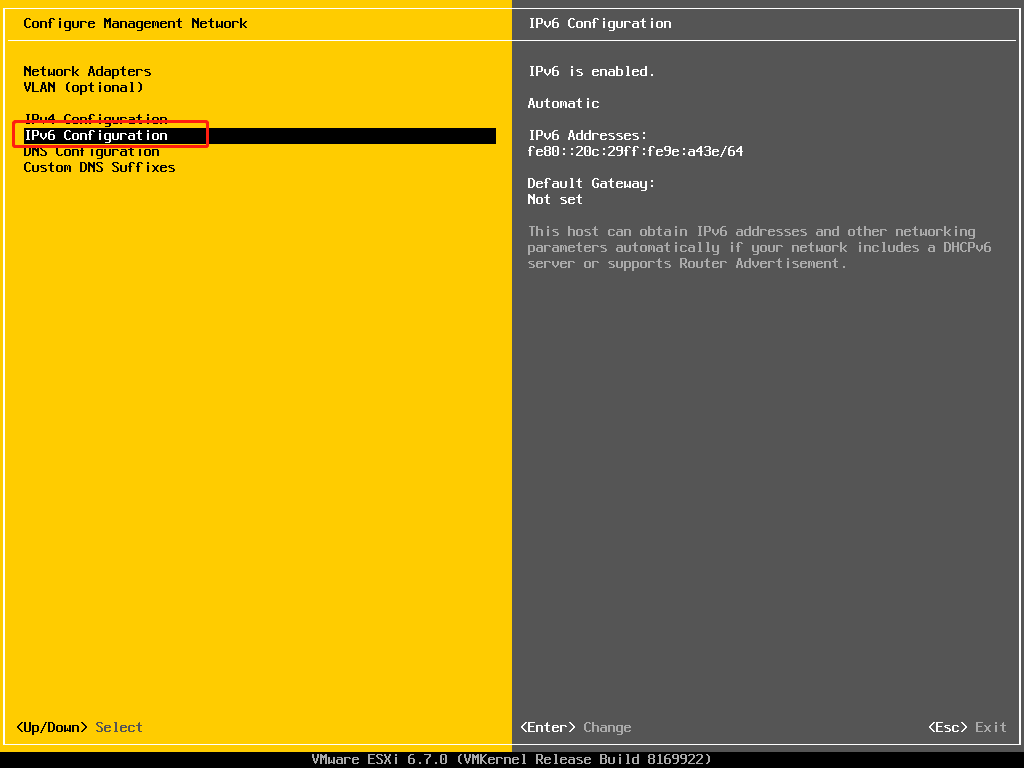 Configure Management Network
Network Adapters
VLAN (optional)
IPv4 Configuration
IPv6 Configuration
DNS Configuration
Custom DNS Suffixes
<Up/Down> Select
IPv6 Configuration
IPv6 is enabled.
Automatic
IPv6 Addresses:
fe80::20c:29ff:fe9e:a43e/64
Default Gateway:
Not set
This host can obtain IPv6 addresses and other networking
parameters automatically if your network includes a DHCPv6
server or supports Router Advertisement.
<Enter> Change
<Esc> Exit
VMware ESXi 6.7.0 (VMKernel Release Build 8169922)